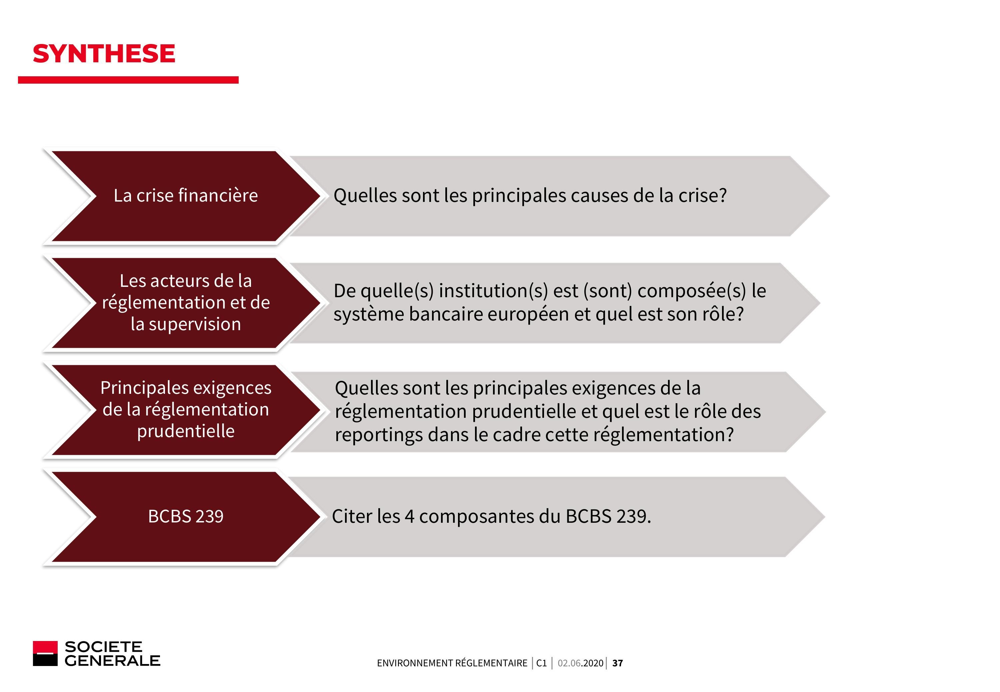 SYNTHESE
La crise financière
Quelles sont les principales causes de la crise?
Les acteurs de la
réglementation et de
la supervision
De quelle(s) institution(s) est (sont) composée(s) le
système bancaire européen et quel est son rôle?
Principales exigences
de la réglementation
prudentielle
Quelles sont les principales exigences de la
réglementation prudentielle et quel est le rôle des
reportings dans le cadre cette réglementation?
BCBS 239
Citer les 4 composantes du BCBS 239.
SOCIETE
GENERALE
ENVIRONNEMENT RÉGLEMENTAIRE | C1 | 02.06.2020 | 37